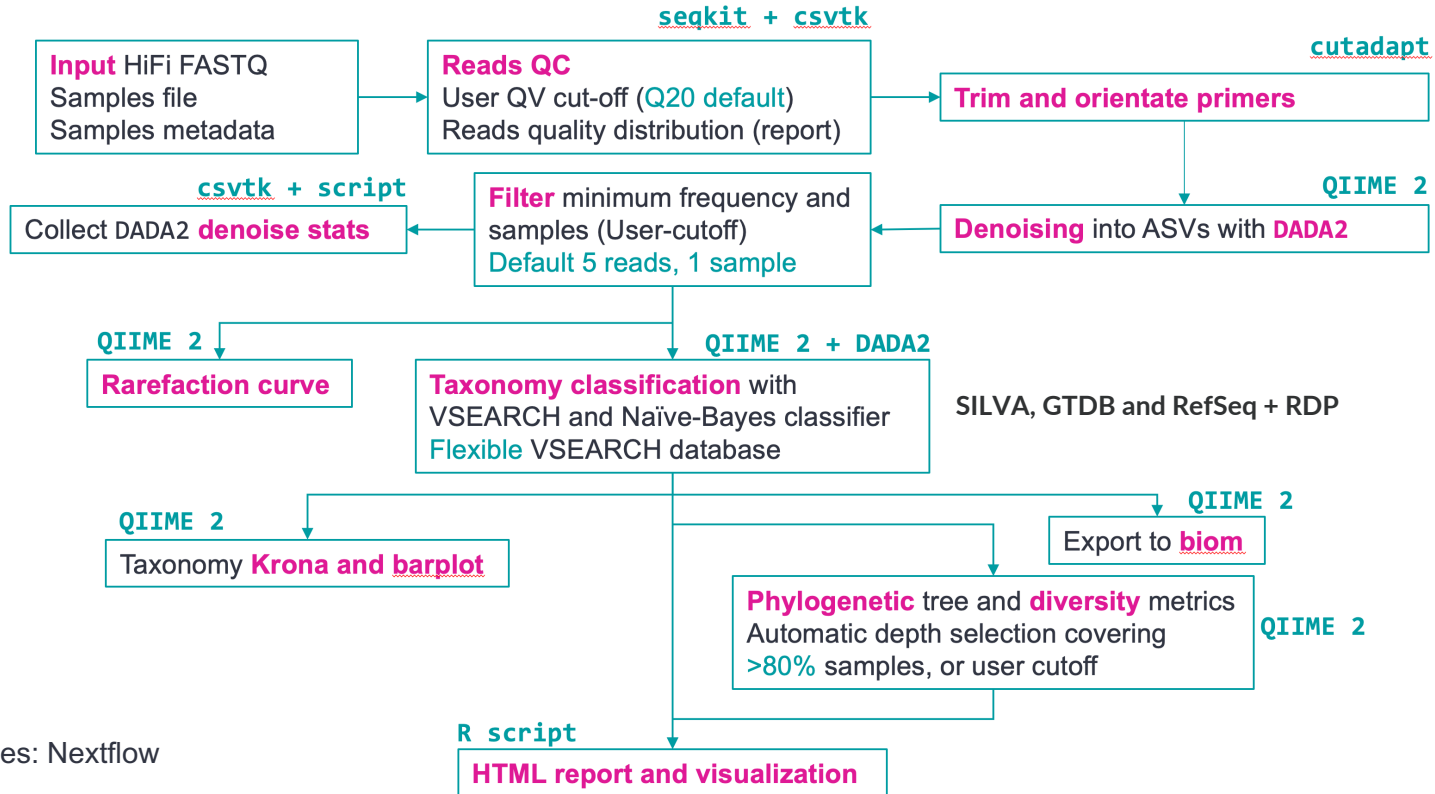 seqkit + csvtk
Input HiFi FASTQ
Samples file
Samples metadata
Reads QC
User QV cut-off (Q20 default)
Reads quality distribution (report)
cutadapt
Trim and orientate primers
QIIME 2
Denoising into ASVs with DADA2
Filter minimum frequency and
samples (User-cutoff)
Default 5 reads, 1 sample
csvtk + script
Collect DADA2 denoise stats
QIIME 2
Rarefaction curve
QIIME 2 + DADA2
Taxonomy classification with
VSEARCH and Naïve-Bayes classifier
Flexible VSEARCH database
SILVA, GTDB and RefSeq + RDP
QIIME 2
Taxonomy Krona and barplot
QIIME 2
Export to biom
Phylogenetic tree and diversity metrics
Automatic depth selection covering
>80% samples, or user cutoff
QIIME 2
R script
HTML report and visualization
es: Nextflow